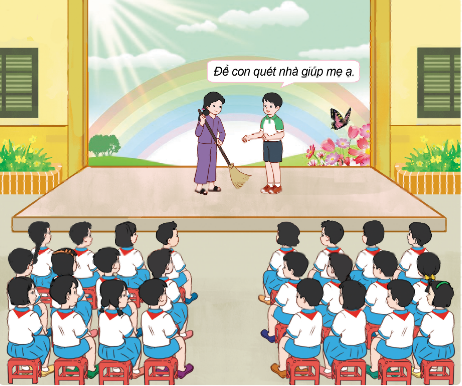 Để con quét nhà giúp mẹ ạ.